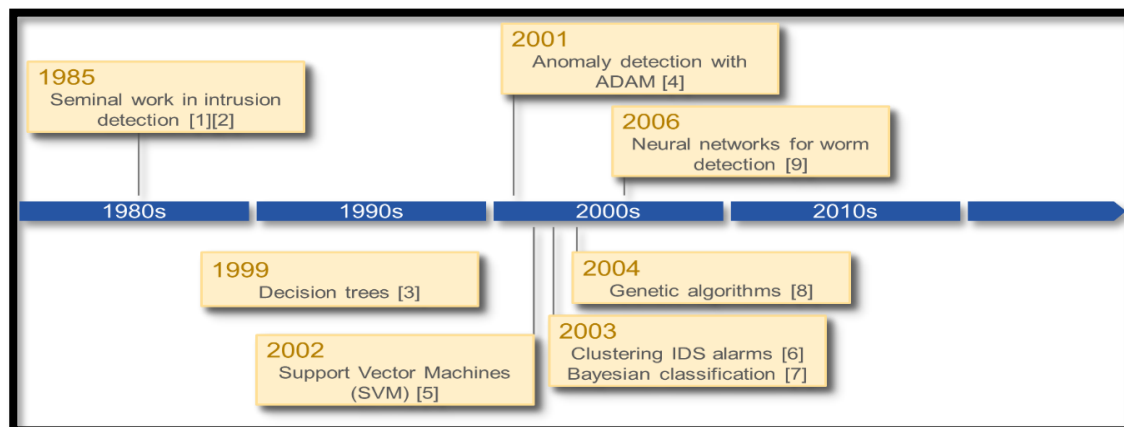 1985
Seminal work in intrusion
detection [1][2]
2001
Anomaly detection with
ADAM [4]
2006
Neural networks for worm
detection [9]
1980s
1990s
2000s
2010s
1999
Decision trees [3]
2004
Genetic algorithms [8]
2002
Support Vector Machines
(SVM) [5]
2003
Clustering IDS alarms [6]
Bayesian classification [7]